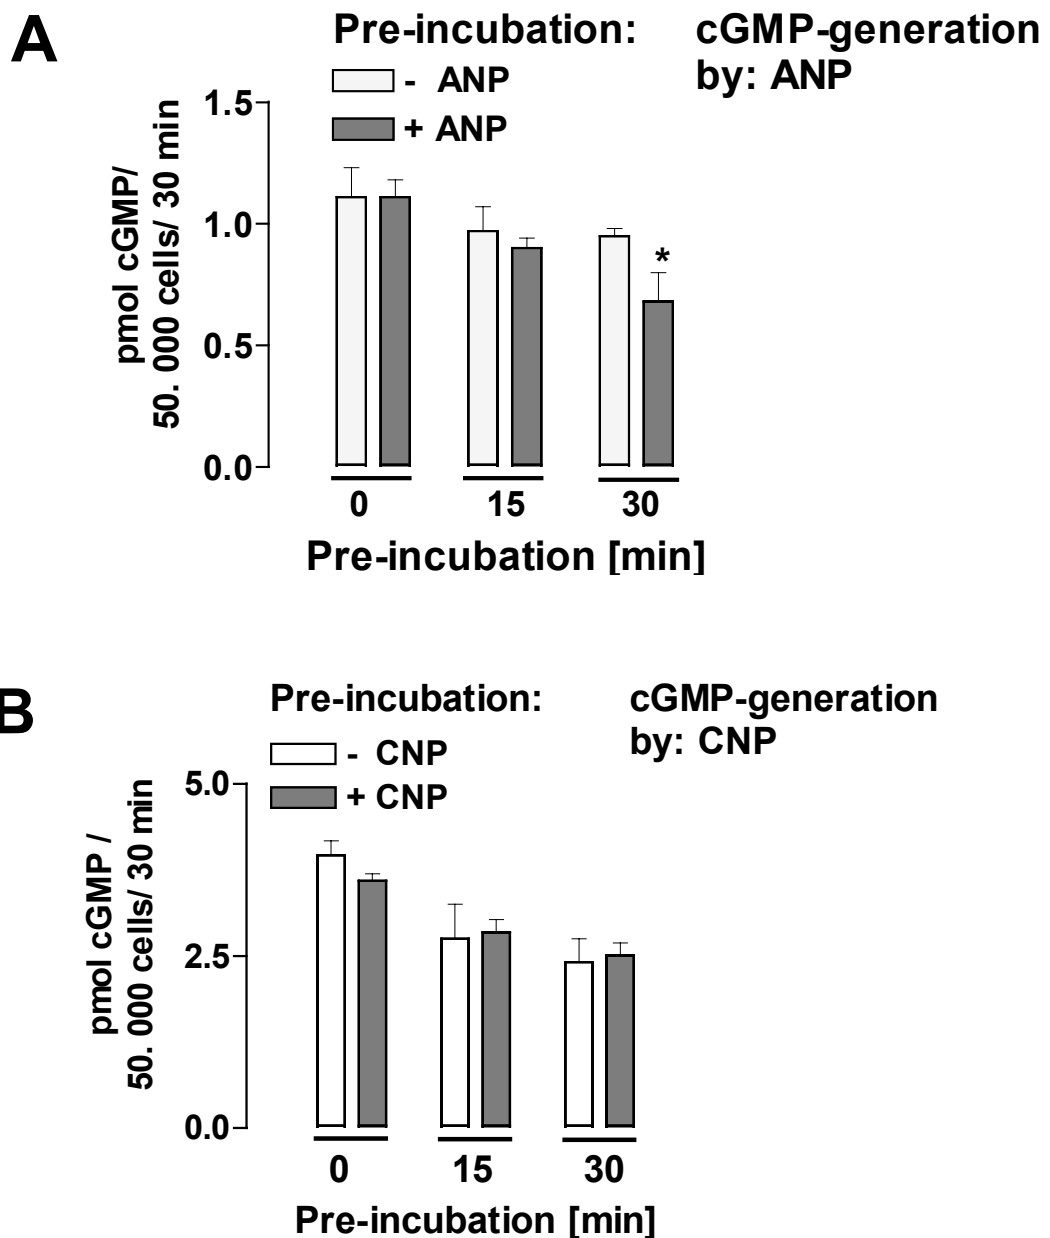 A
Pre-incubation:
- ANP
+ ANP
cGMP-generation
by: ANP
pmol cGMP/
50. 000 cells/ 30 min
1.5
1.0
0.5
0.0
*
0 15 30
Pre-incubation [min]
B
Pre-incubation:
- CNP
+ CNP
cGMP-generation
by: CNP
pmol cGMP /
50. 000 cells/ 30 min
5.0
2.5
0.0
0 15 30
Pre-incubation [min]